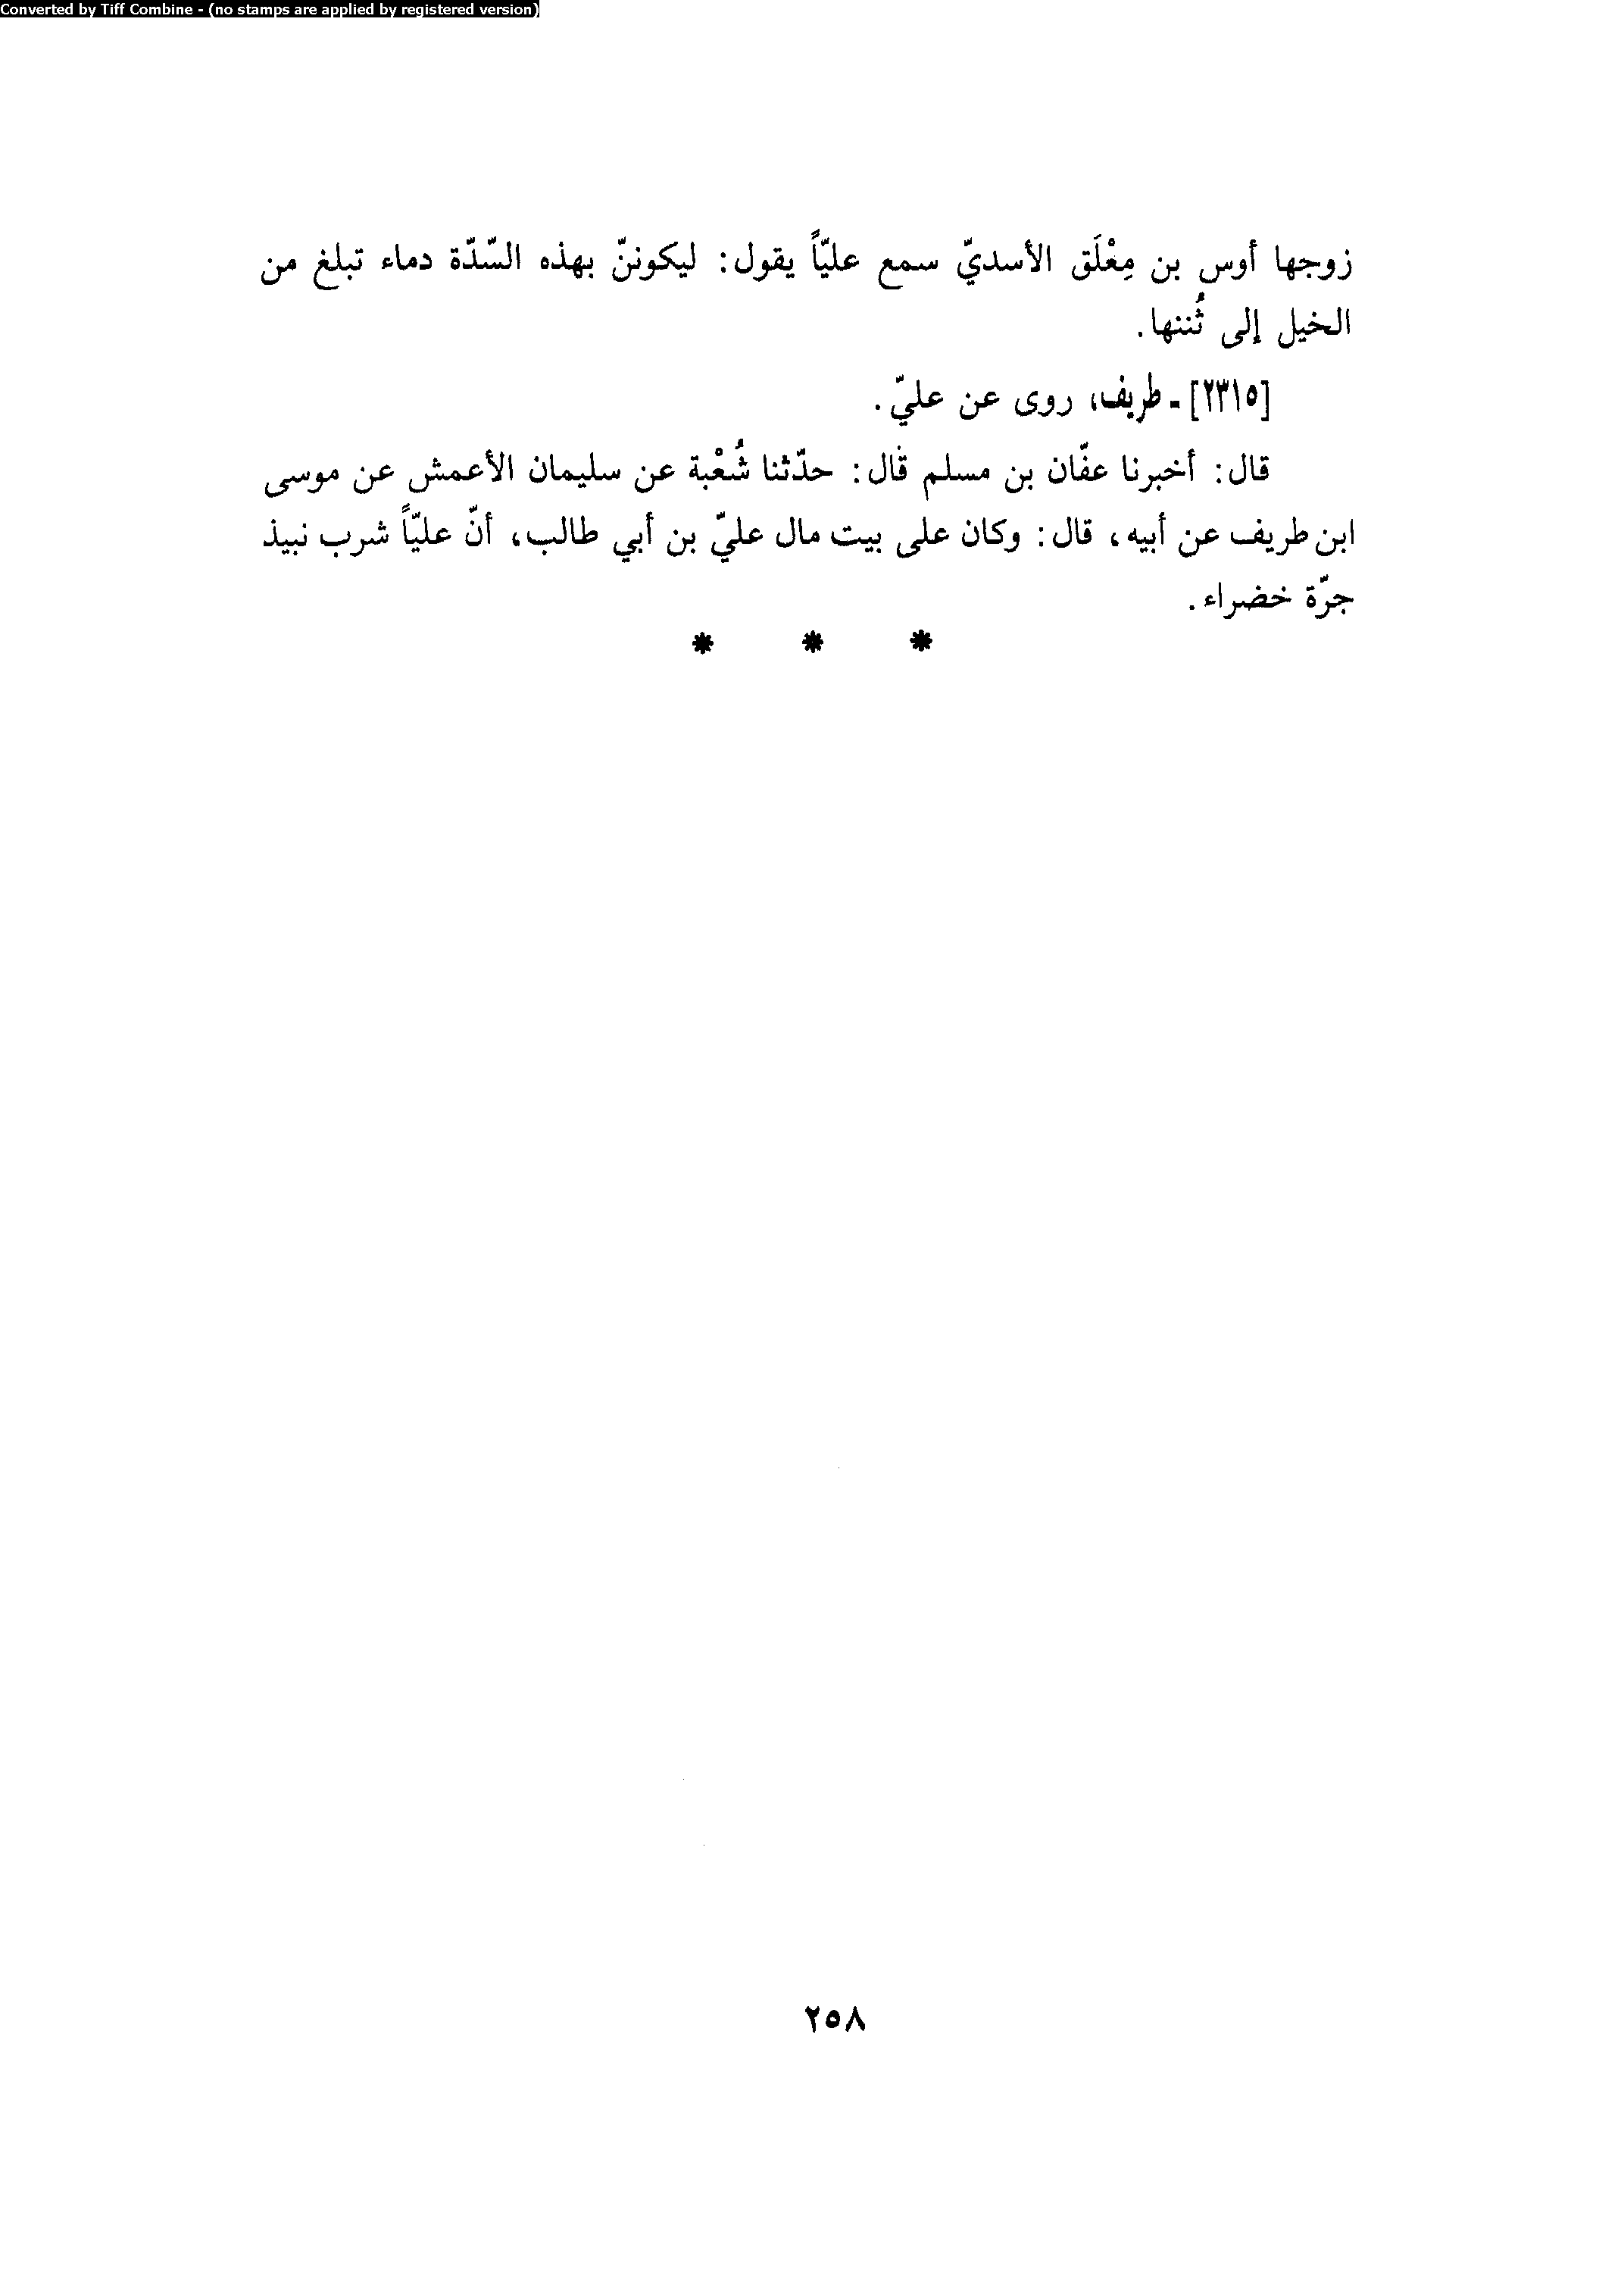 Converted by Tiff Combine - (no stamps are applied by registered version)
زوجها أوس بن مِعْلَق الأسديّ سمع عليّاً يقول: ليكوننّ بهذه السّدّة دماء تبلغ من
الخيل إلى ثُننها.
[٢٣١٥] ـ طريف، روى عن عليّ.
قال: أخبرنا عفّان بن مسلم قال: حدّثنا شُعْبة عن سليمان الأعمش عن موسى
ابن طريف عن أبيه، قال: وكان على بيت مال عليّ بن أبي طالب، أنّ عليّاً شرب نبيذ
جرّة خضراء.
* * *
٢٥٨